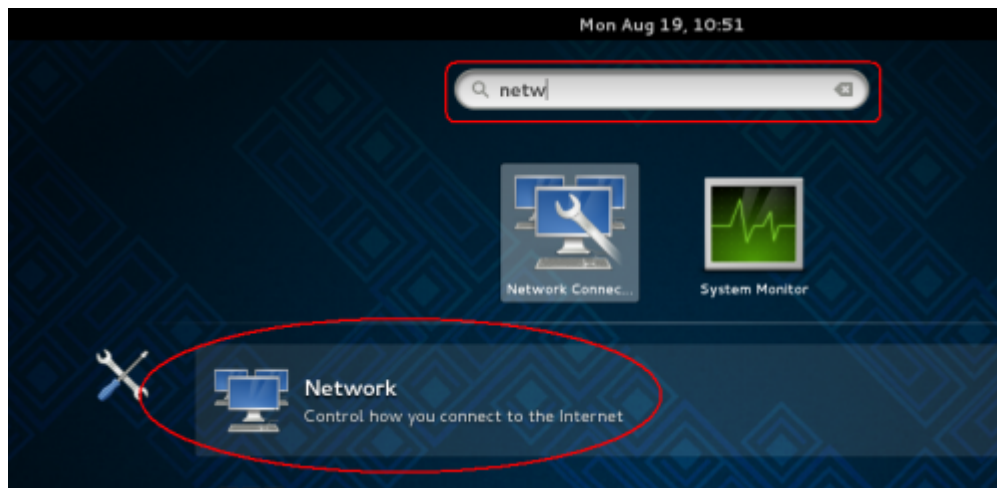 Mon Aug 19, 10:51
netw
Network Connec...
System Monitor
Network
Control how you connect to the Internet